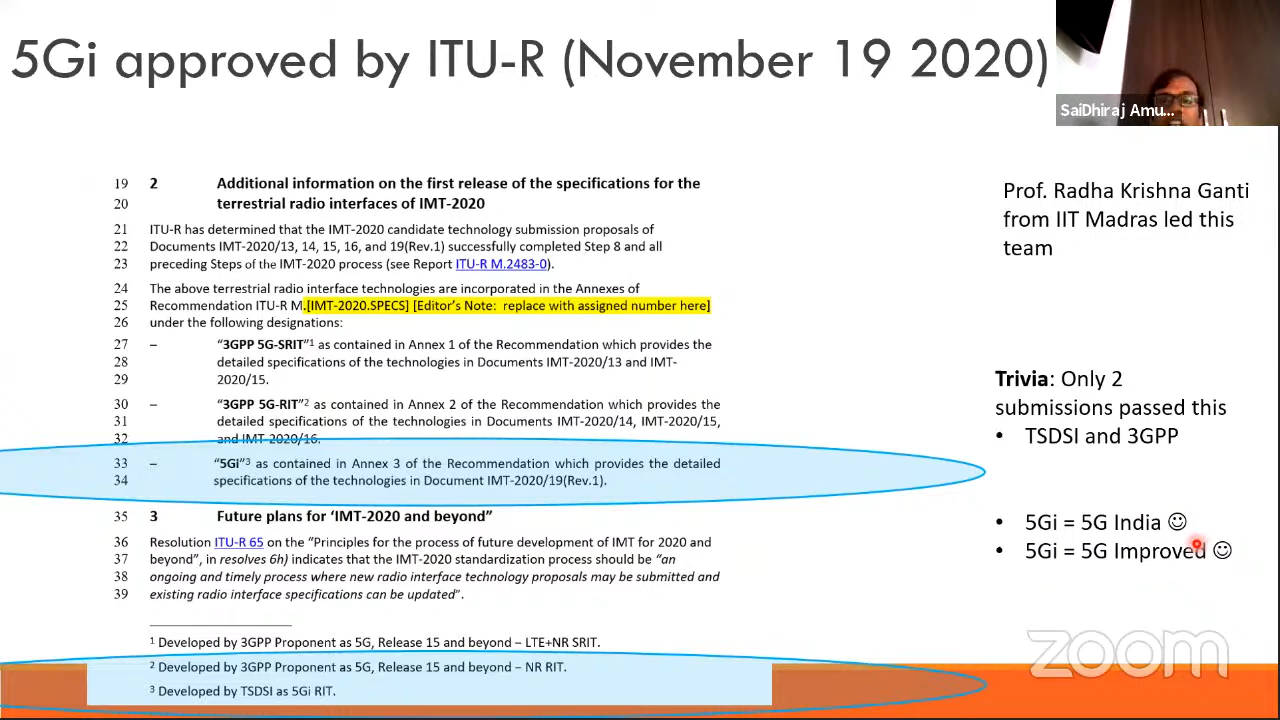 5Gi approved by ITU-R (November 19 2020)
SaiDhiraj Amu...
19 2 Additional information on the first release of the specifications for the
20 terrestrial radio interfaces of IMT-2020
21 ITU-R has determined that the IMT-2020 candidate technology submission proposals of
22 Documents IMT-2020/13, 14, 15, 16, and 19(Rev.1) successfully completed Step 8 and all
23 preceding Steps of the IMT-2020 process (see Report ITU-R M.2483-0).
24 The above terrestrial radio interface technologies are incorporated in the Annexes of
25 Recommendation ITU-R M.[IMT-2020.SPECS] [Editor's Note: replace with assigned number here]
26 under the following designations:
27 – "3GPP 5G-SRIT"1 as contained in Annex 1 of the Recommendation which provides the
28 detailed specifications of the technologies in Documents IMT-2020/13 and IMT-
29 2020/15.
30 – "3GPP 5G-RIT"2 as contained in Annex 2 of the Recommendation which provides the
31 detailed specifications of the technologies in Documents IMT-2020/14, IMT-2020/15,
32 and IMT-2020/16.
33 – "5Gi"3 as contained in Annex 3 of the Recommendation which provides the detailed
34 specifications of the technologies in Document IMT-2020/19(Rev.1).
35 3 Future plans for 'IMT-2020 and beyond"
36 Resolution ITU-R 65 on the "Principles for the process of future development of IMT for 2020 and
37 beyond", in resolves 6h) indicates that the IMT-2020 standardization process should be "an
38 ongoing and timely process where new radio interface technology proposals may be submitted and
39 existing radio interface specifications can be updated".
1 Developed by 3GPP Proponent as 5G, Release 15 and beyond – LTE+NR SRIT.
2 Developed by 3GPP Proponent as 5G, Release 15 and beyond – NR RIT.
3 Developed by TSDSI as 5Gi RIT.
Prof. Radha Krishna Ganti
from IIT Madras led this
team
Trivia: Only 2
submissions passed this
• TSDSI and 3GPP
• 5Gi = 5G India ☺
• 5Gi = 5G Improved ☺
zoom